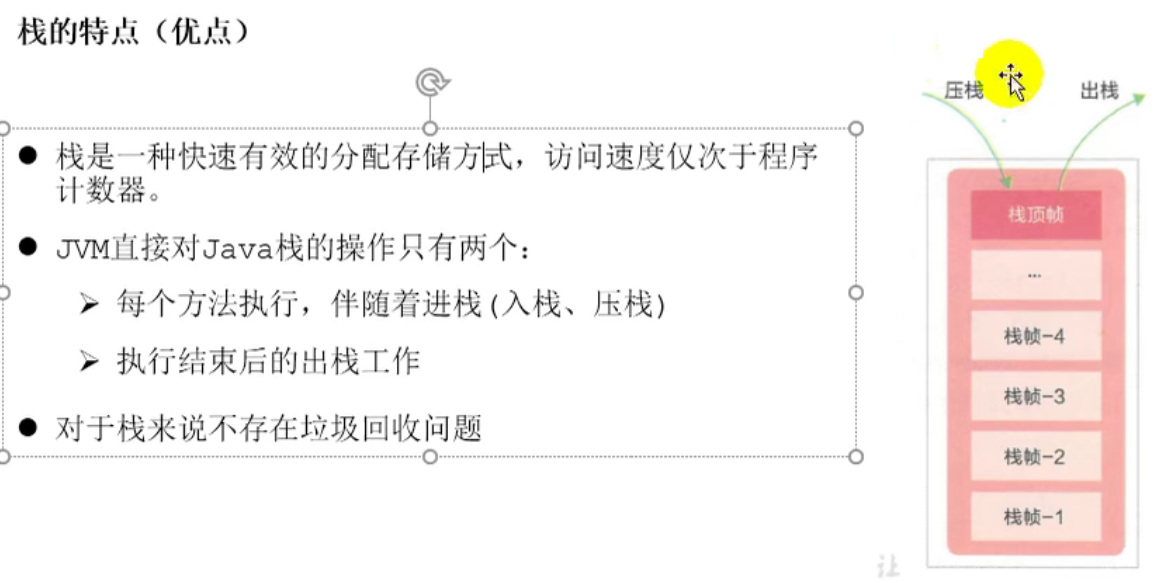 栈的特点（优点）
栈是一种快速有效的分配存储方式，访问速度仅次于程序
计数器。
JVM直接对Java栈的操作只有两个：
每个方法执行，伴随着进栈(入栈、压栈)
执行结束后的出栈工作
对于栈来说不存在垃圾回收问题
压栈
出栈
栈顶帧
...
栈帧-4
栈帧-3
栈帧-2
栈帧-1
让